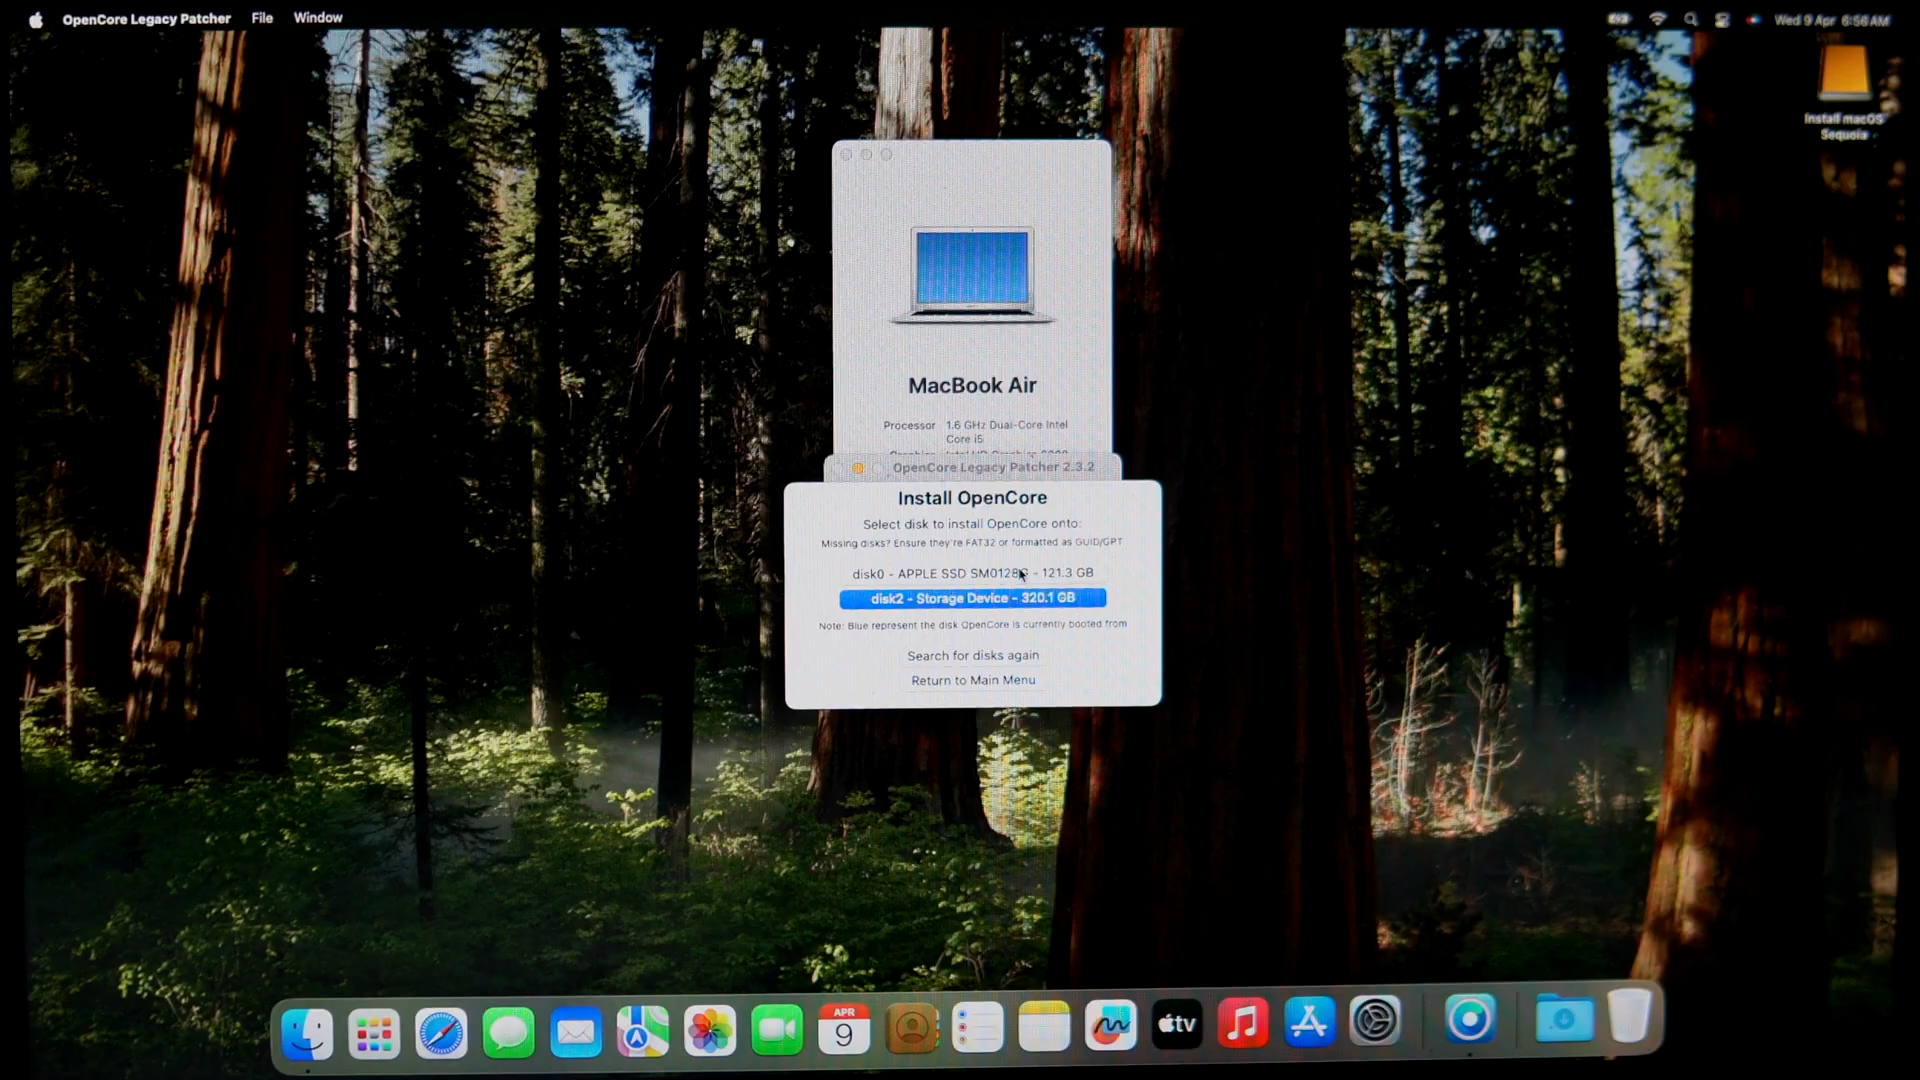 OpenCore Legacy Patcher File Window
Wed 9 Apr 6:56AM
Install macOS
Sequoia
MacBook Air
Processor 1.6 GHz Dual-Core Intel
Core i5
OpenCore Legacy Patcher 2.3.2
Install OpenCore
Select disk to install OpenCore onto:
Missing disks? Ensure they're FAT32 or formatted as GUID/GPT
disk0 - APPLE SSD SM0128G - 121.3 GB
disk2 - Storage Device - 320.1 GB
Note: Blue represent the disk OpenCore is currently booted from
Search for disks again
Return to Main Menu
APR
9
tv